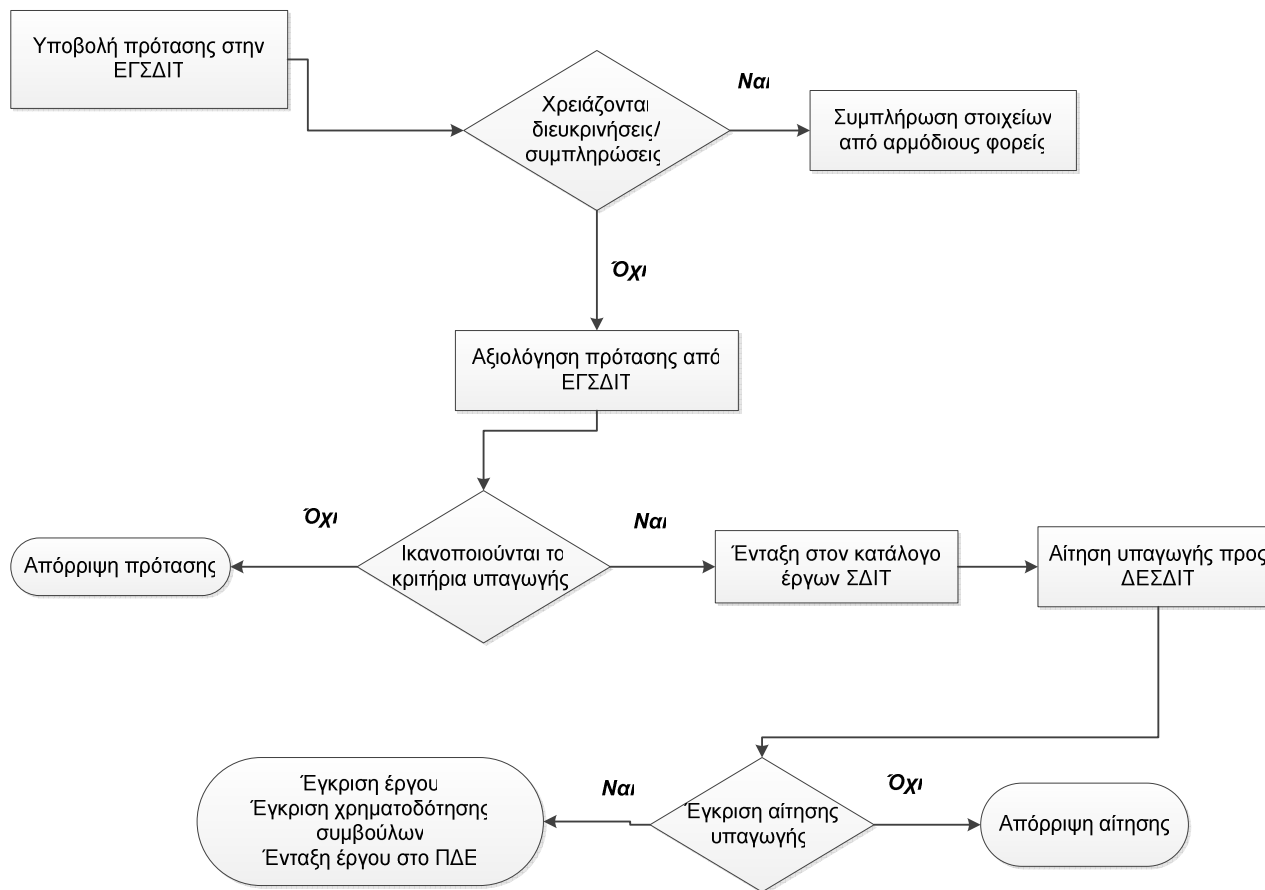 Υποβολή πρότασης στην
ΕΓΣΔΙΤ
Χρειάζονται
διευκρινήσεις/
συμπληρώσεις
Ναι
Συμπλήρωση στοιχείων
από αρμόδιους φορείς
Όχι
Αξιολόγηση πρότασης από
ΕΓΣΔΙΤ
Όχι
Ναι
Απόρριψη πρότασης
Ικανοποιούνται το
κριτήρια υπαγωγής
Ένταξη στον κατάλογο
έργων ΣΔΙΤ
Αίτηση υπαγωγής προς
ΔΕΣΔΙΤ
Ναι
Όχι
Έγκριση έργου
Έγκριση χρηματοδότησης
συμβούλων
Ένταξη έργου στο ΠΔΕ
Έγκριση αίτησης
υπαγωγής
Απόρριψη αίτησης